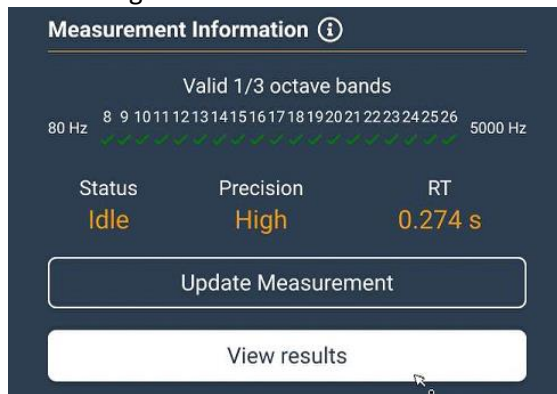 Measurement Information ⓘ
Valid 1/3 octave bands
80 Hz 8 9 10 11 12 13 14 15 16 17 18 19 20 21 22 23 24 25 26 5000 Hz
Status Precision RT
Idle High 0.274 s
Update Measurement
View results